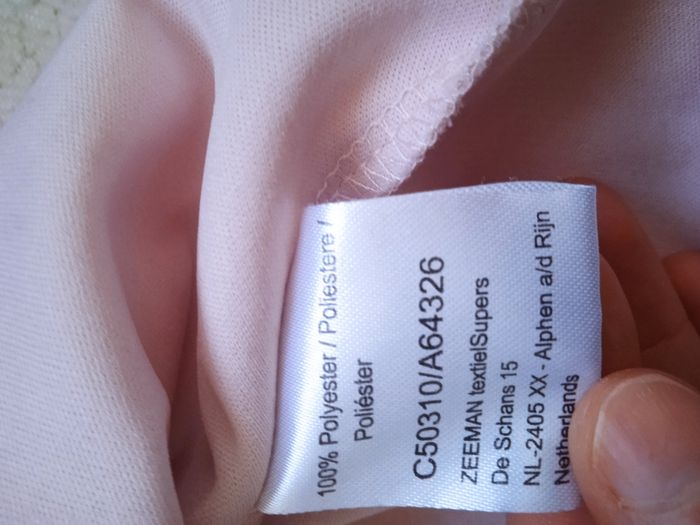 100% Polyester / Poliestere /
Poliéster
C50310/A64326
ZEEMAN textielSupers
De Schans 15
NL-2405 XX - Alphen a/d Rijn
Netherlands